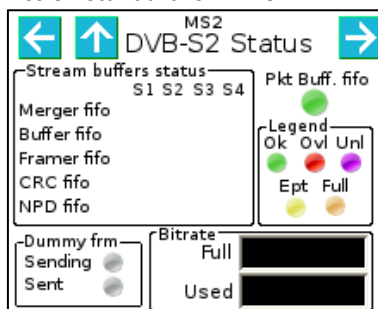 MS2
DVB-S2 Status
Stream buffers status
S1 S2 S3 S4
Merger fifo
Buffer fifo
Framer fifo
CRC fifo
NPD fifo
Pkt Buff. fifo
Legend
Ok Ovl Unl
Ept Full
Dummy frm
Sending
Sent
Bitrate
Full
Used